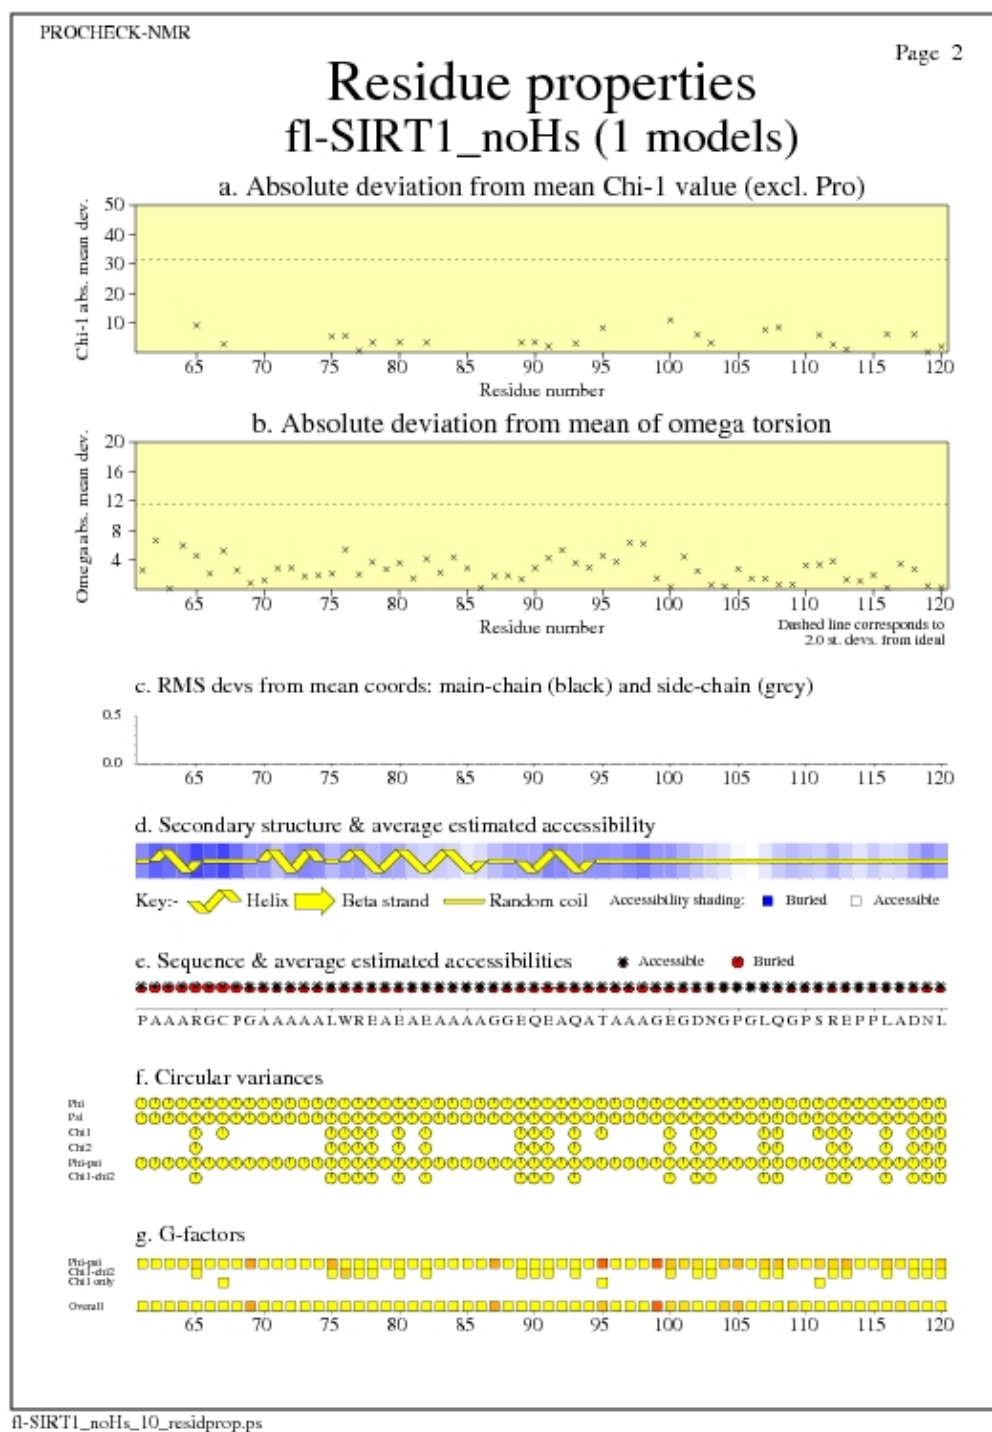 PROCHECK-NMR
Page 2
Residue properties
fl-SIRT1_noHs (1 models)
a. Absolute deviation from mean Chi-1 value (excl. Pro)
Chi-1 abs. mean dev.
50
40
30
20
10
65 70 75 80 85 90 95 100 105 110 115 120
Residue number
b. Absolute deviation from mean of omega torsion
Omega abs. mean dev.
20
16
12
8
4
65 70 75 80 85 90 95 100 105 110 115 120
Residue number
Dashed line corresponds to
2.0 st. devs. from ideal
c. RMS devs from mean coords: main-chain (black) and side-chain (grey)
0.5
0.0
65 70 75 80 85 90 95 100 105 110 115 120
d. Secondary structure & average estimated accessibility
Key:- Helix Beta strand Random coil Accessibility shading: Buried Accessible
e. Sequence & average estimated accessibilities Accessible Buried
P A A A R G C P G A A A A A L W R E A E A E A A A A G G E Q E A Q A T A A A G E G D N G P G L Q G P S R E P P L A D N L
f. Circular variances
Phi
Psi
Chi1
Chi2
Phi-psi
Chi1-chi2
g. G-factors
Phi-psi
Chi1-chi2
Chi1 only
Overall
65 70 75 80 85 90 95 100 105 110 115 120
fl-SIRT1_noHs_10_residprop.ps